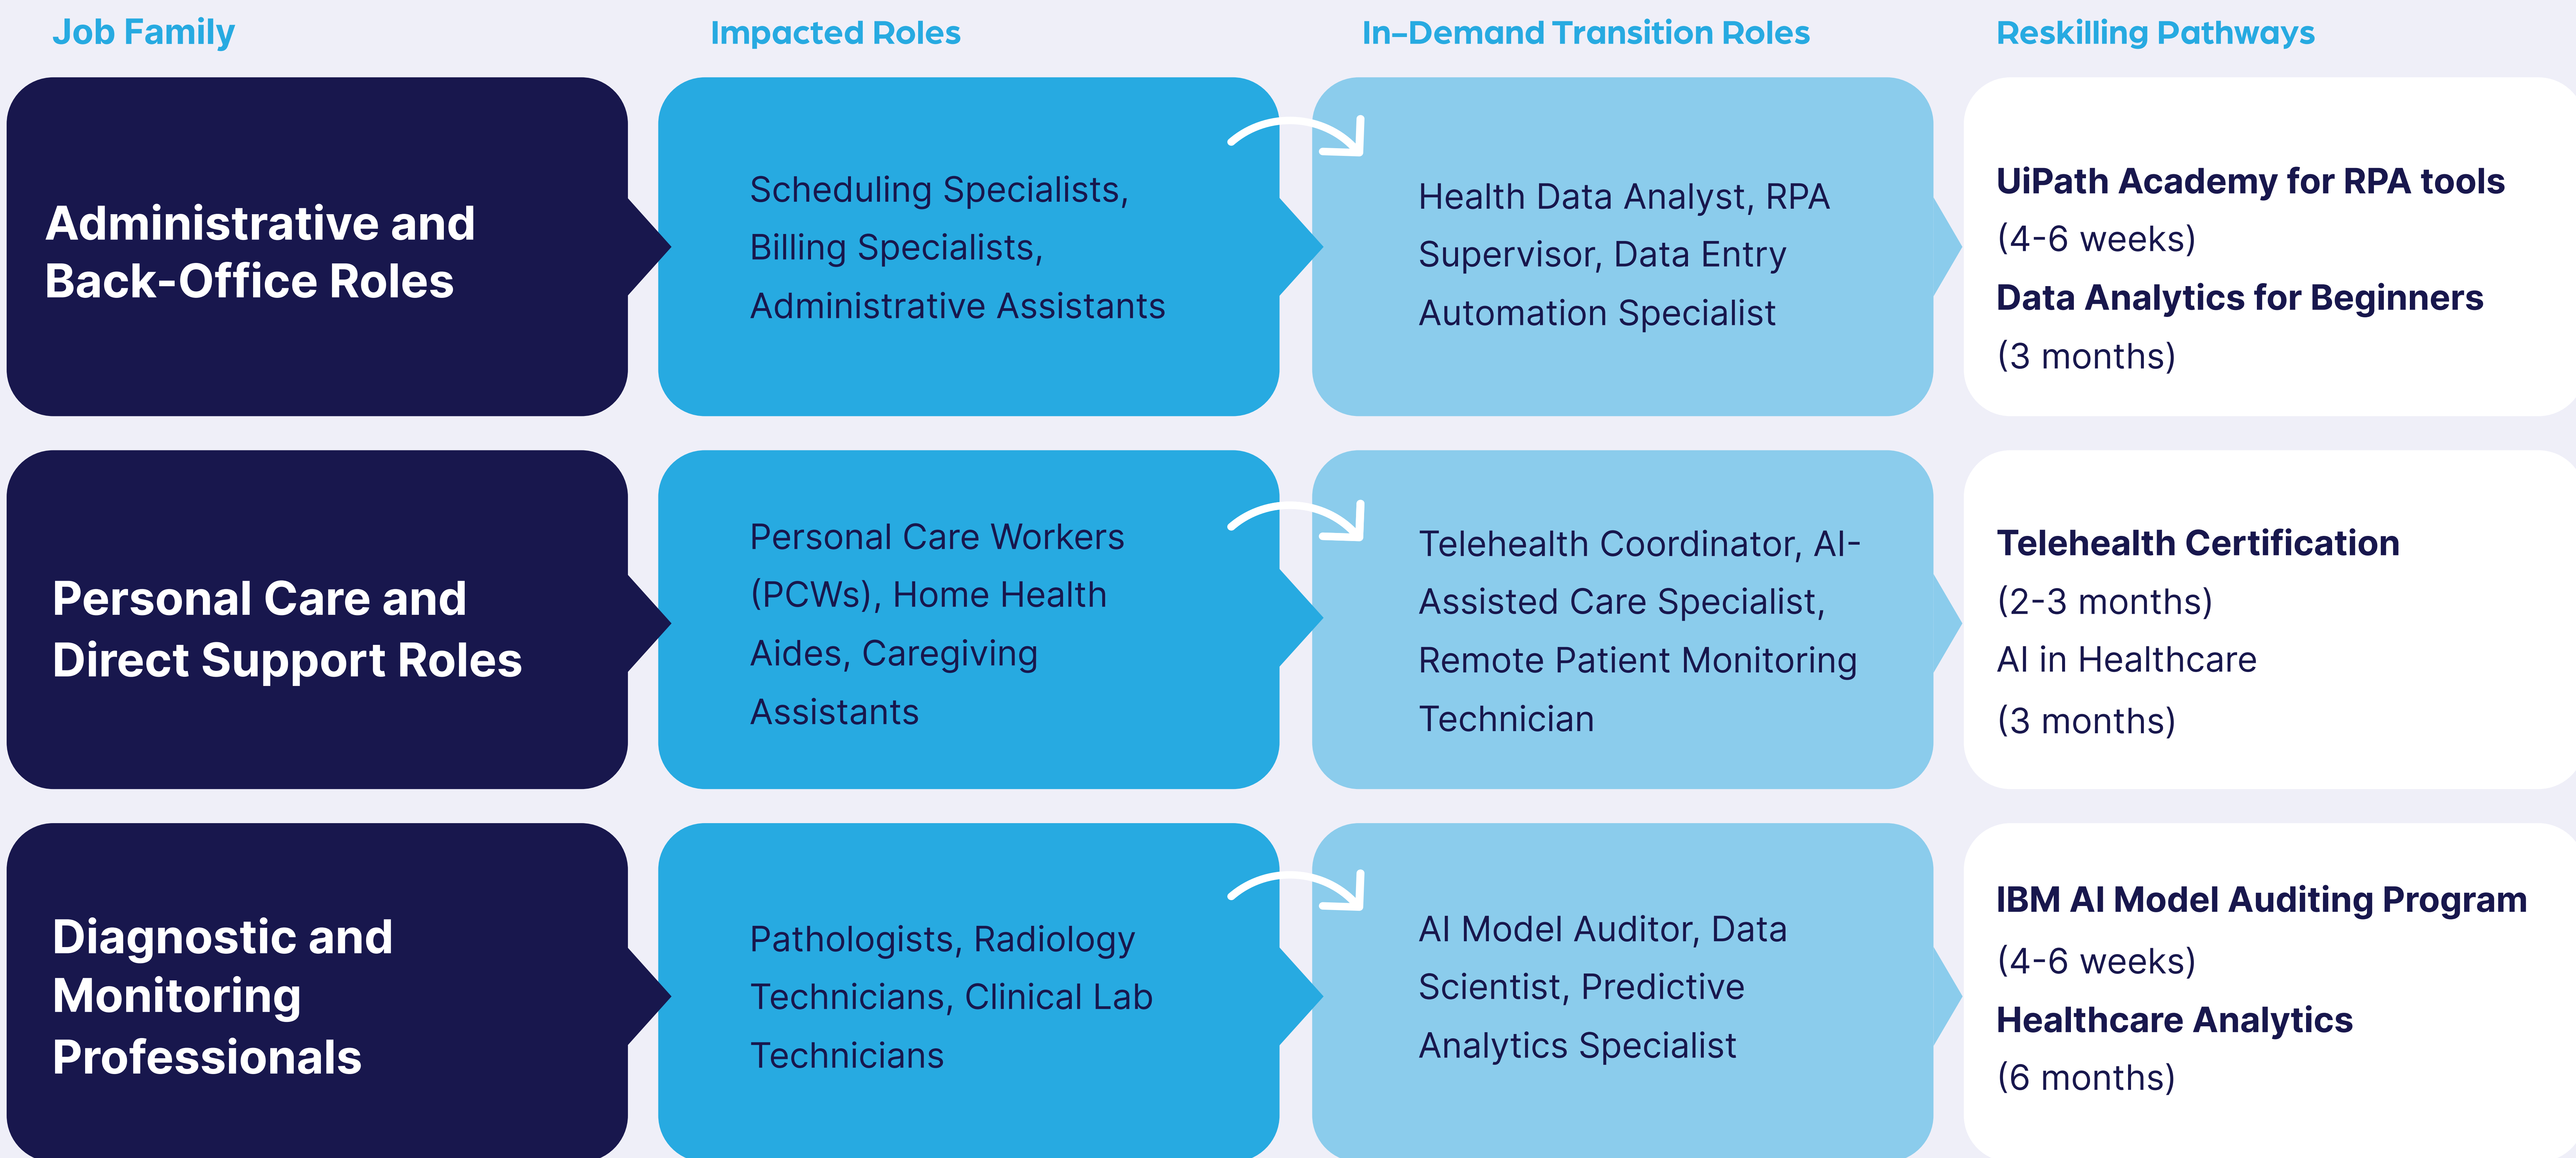 Job Family
Impacted Roles
In-Demand Transition Roles
Reskilling Pathways
Administrative and
Back-Office Roles
Scheduling Specialists,
Billing Specialists,
Administrative Assistants
Health Data Analyst, RPA
Supervisor, Data Entry
Automation Specialist
UiPath Academy for RPA tools
(4-6 weeks)
Data Analytics for Beginners
(3 months)
Personal Care and
Direct Support Roles
Personal Care Workers
(PCWs), Home Health
Aides, Caregiving
Assistants
Telehealth Coordinator, AI-
Assisted Care Specialist,
Remote Patient Monitoring
Technician
Telehealth Certification
(2-3 months)
AI in Healthcare
(3 months)
Diagnostic and
Monitoring
Professionals
Pathologists, Radiology
Technicians, Clinical Lab
Technicians
AI Model Auditor, Data
Scientist, Predictive
Analytics Specialist
IBM AI Model Auditing Program
(4-6 weeks)
Healthcare Analytics
(6 months)